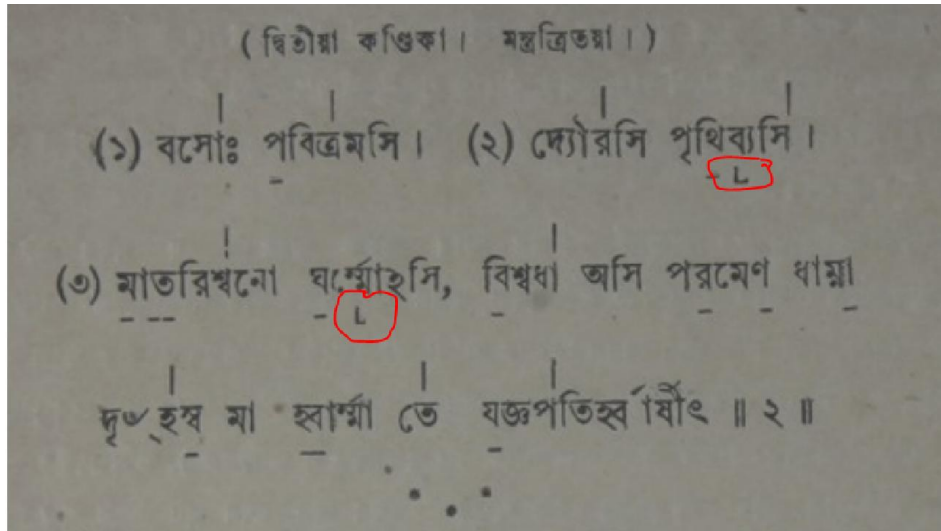 ( দ্বিতীয়া কণ্ডিকা। মন্ত্রত্রিতয়া। )
(১) বসোঃ পবিত্রমসি। (২) দ্যৌরসি পৃথিব্যসি।
(৩) মাতরিশ্বনো ঘর্ম্মোঽসি, বিশ্বধা অসি পরমেণ ধাম্না
মা তে যজ্ঞপতির্হ্বার্ষীৎ ॥ ২ ॥